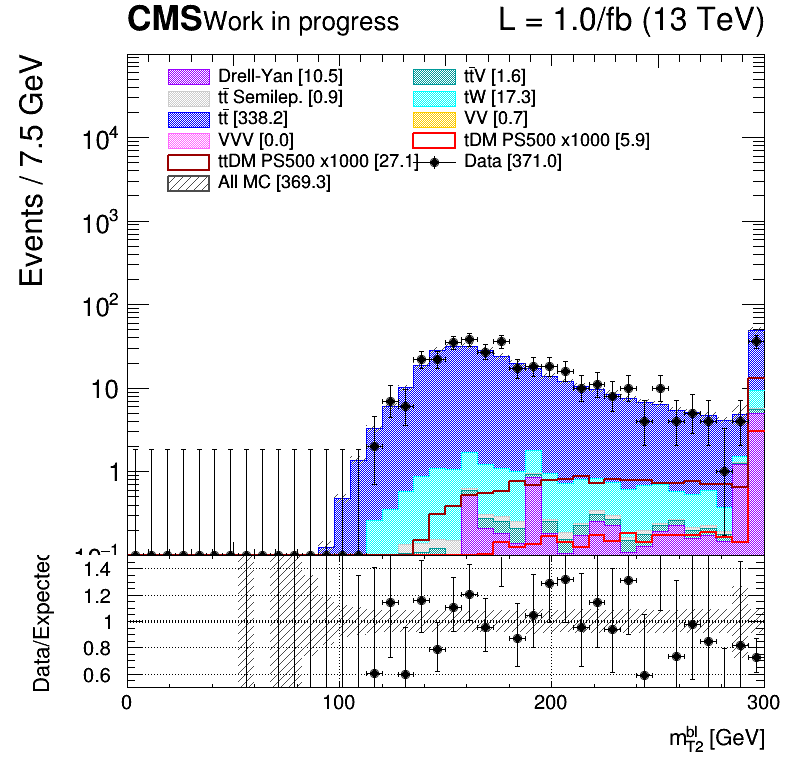 CMS Work in progress L = 1.0/fb (13 TeV)
Drell-Yan [10.5] tt̄V [1.6]
tt̄ Semilep. [0.9] tW [17.3]
tt̄ [338.2] VV [0.7]
VVV [0.0] tDM PS500 x1000 [5.9]
ttDM PS500 x1000 [27.1] Data [371.0]
All MC [369.3]
Events / 7.5 GeV
10⁴
10³
10²
10
1
10⁻¹
Data/Expected
1.4
1.2
1
0.8
0.6
0 100 200 300
m_{T2}^{bl} [GeV]